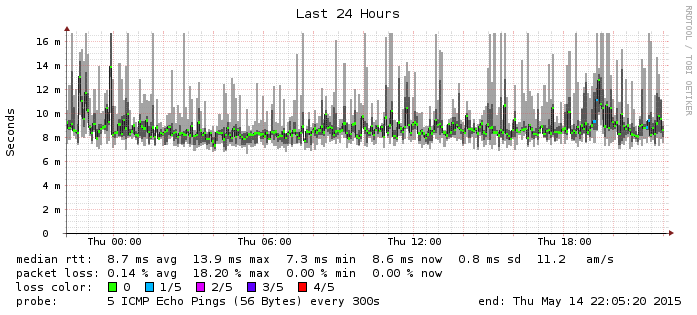 Last 24 Hours
RRDTOOL / TOBI OETIKER
Seconds
16 m
14 m
12 m
10 m
8 m
6 m
4 m
2 m
0
Thu 00:00 Thu 06:00 Thu 12:00 Thu 18:00
median rtt: 8.7 ms avg 13.9 ms max 7.3 ms min 8.6 ms now 0.8 ms sd 11.2 am/s
packet loss: 0.14 % avg 18.20 % max 0.00 % min 0.00 % now
loss color: 0 1/5 2/5 3/5 4/5
probe: 5 ICMP Echo Pings (56 Bytes) every 300s end: Thu May 14 22:05:20 2015